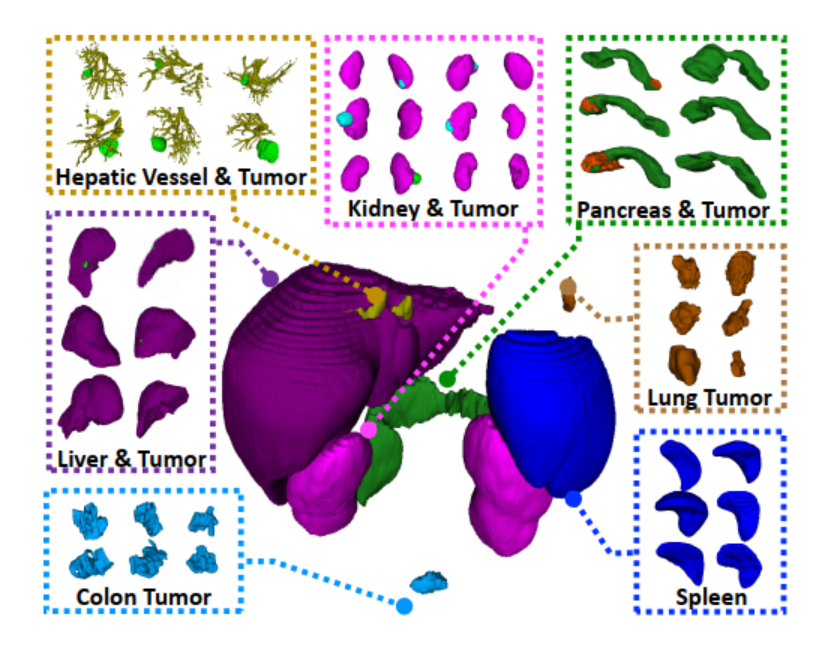 Hepatic Vessel & Tumor
Kidney & Tumor
Pancreas & Tumor
Liver & Tumor
Lung Tumor
Colon Tumor
Spleen